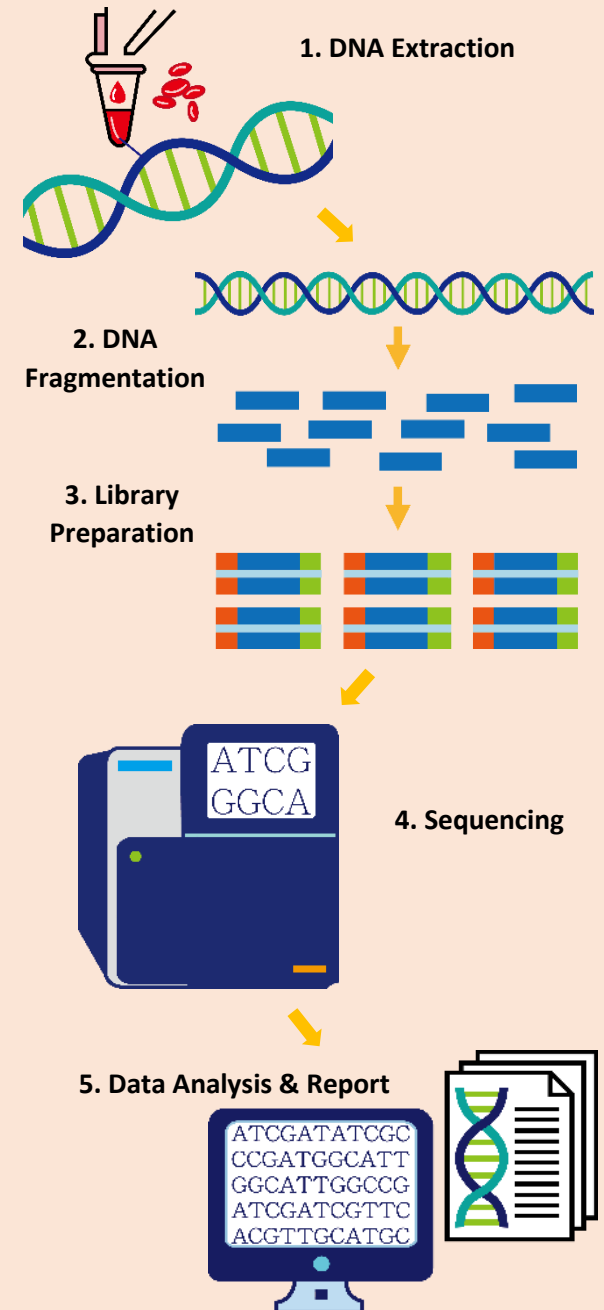 1. DNA Extraction
2. DNA
Fragmentation
3. Library
Preparation
ATCG
GGCA
4. Sequencing
5. Data Analysis & Report
ATCGATATCGC
CCGATGGCATT
GGCATTGGCCG
ATCGATCGTTC
ACGTTGCATGC